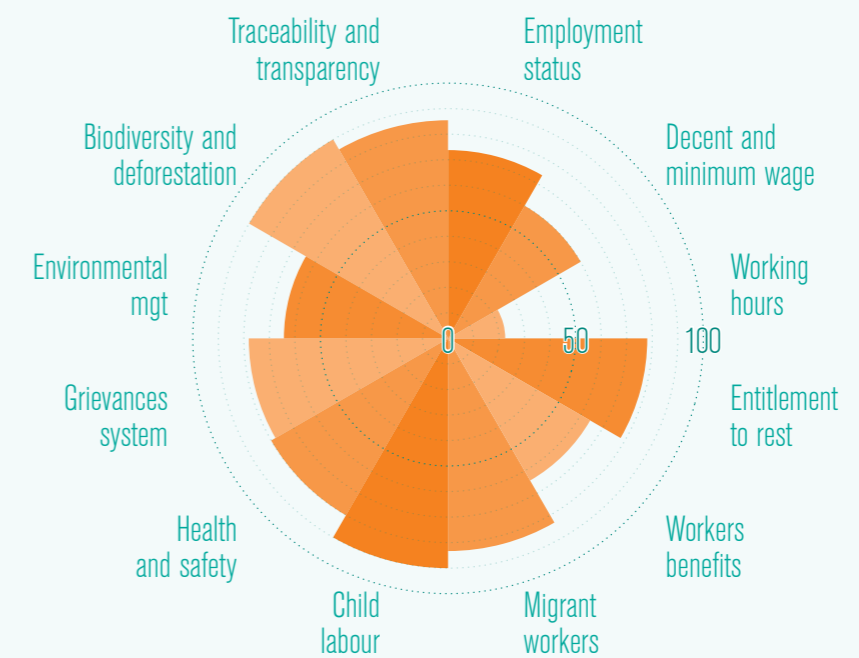 Traceability and
transparency
Employment
status
Biodiversity and
deforestation
Decent and
minimum wage
Environmental
mgt
Working
hours
0 50 100
Grievances
system
Entitlement
to rest
Health
and safety
Workers
benefits
Child
labour
Migrant
workers